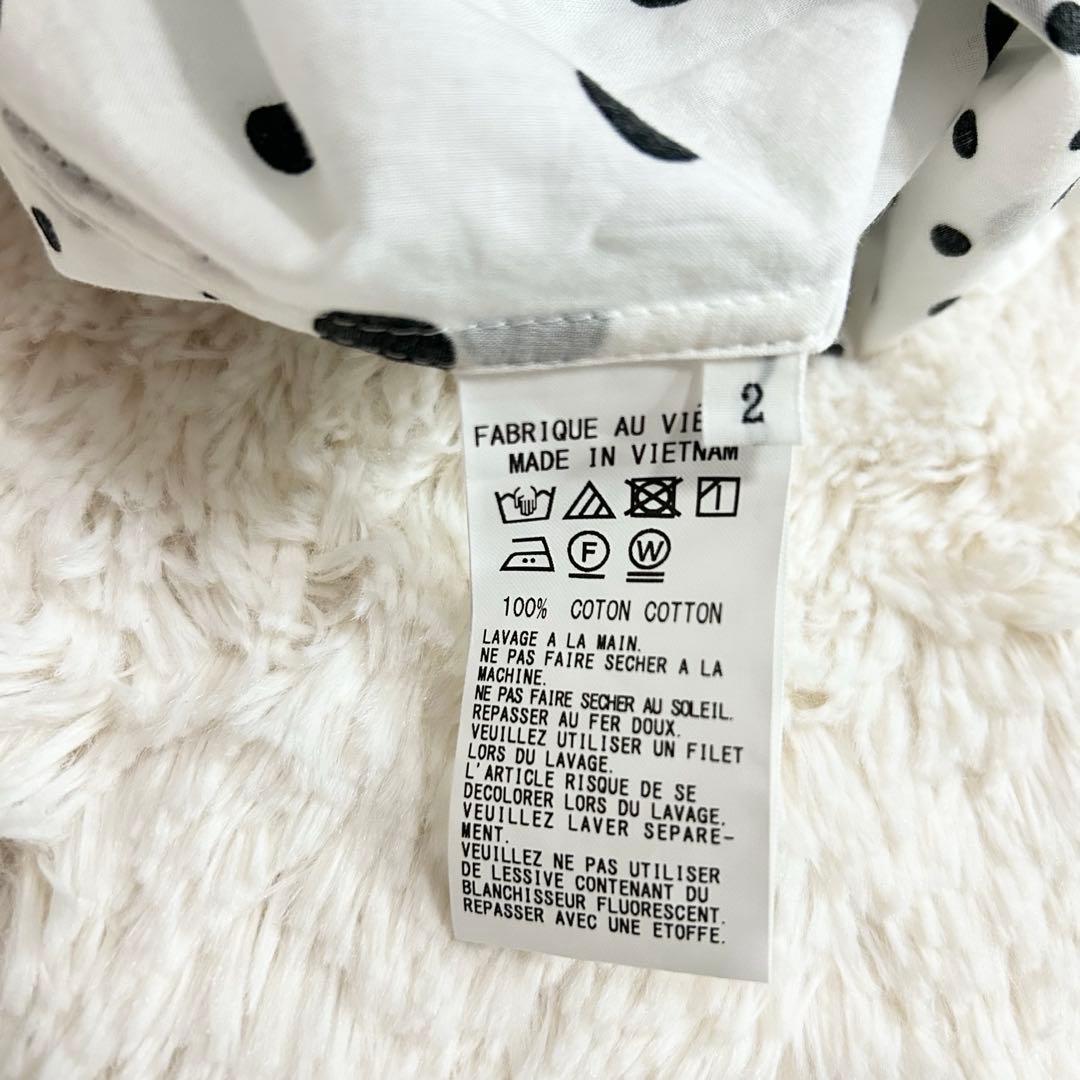 2
FABRIQUE AU VIÊ
MADE IN VIETNAM
F W
100% COTON COTTON
LAVAGE A LA MAIN.
NE PAS FAIRE SECHER A LA
MACHINE.
NE PAS FAIRE SECHER AU SOLEIL.
REPASSER AU FER DOUX.
VEUILLEZ UTILISER UN FILET
LORS DU LAVAGE.
L'ARTICLE RISQUE DE SE
DECOLORER LORS DU LAVAGE.
VEUILLEZ LAVER SEPARE-
MENT.
VEUILLEZ NE PAS UTILISER
DE LESSIVE CONTENANT DU
BLANCHISSEUR FLUORESCENT.
REPASSER AVEC UNE ETOFFE.